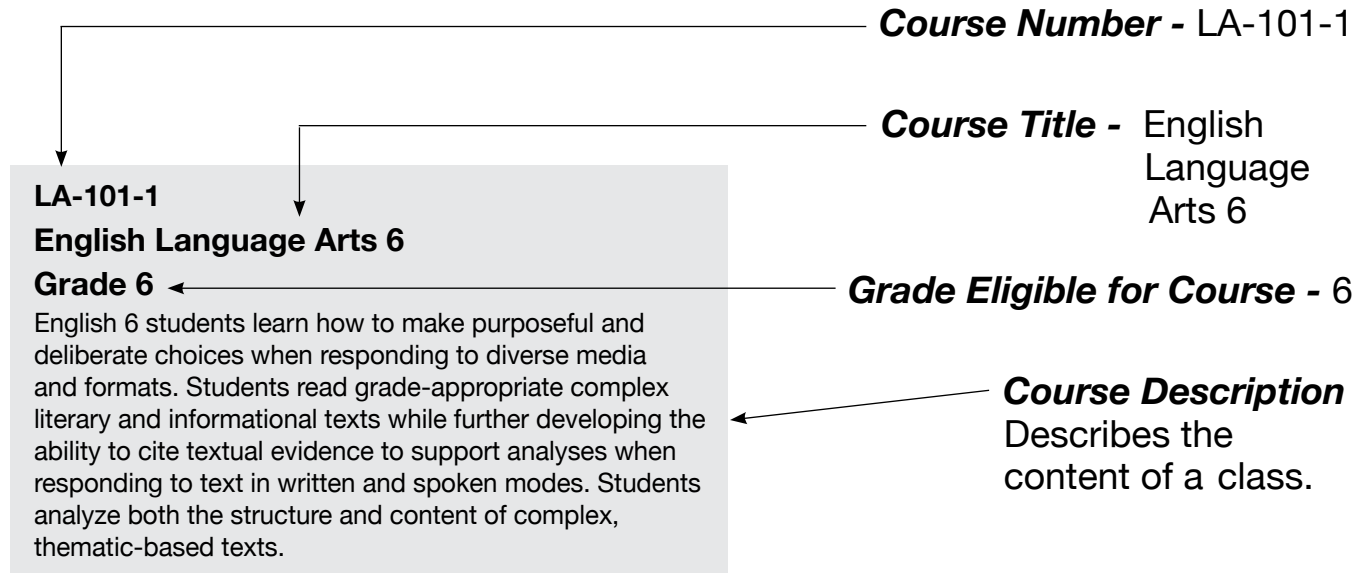 Course Number - LA-101-1
Course Title - English
Language
Arts 6
LA-101-1
English Language Arts 6
Grade 6
Grade Eligible for Course - 6
English 6 students learn how to make purposeful and
deliberate choices when responding to diverse media
and formats. Students read grade-appropriate complex
literary and informational texts while further developing the
ability to cite textual evidence to support analyses when
responding to text in written and spoken modes. Students
analyze both the structure and content of complex,
thematic-based texts.
Course Description
Describes the
content of a class.